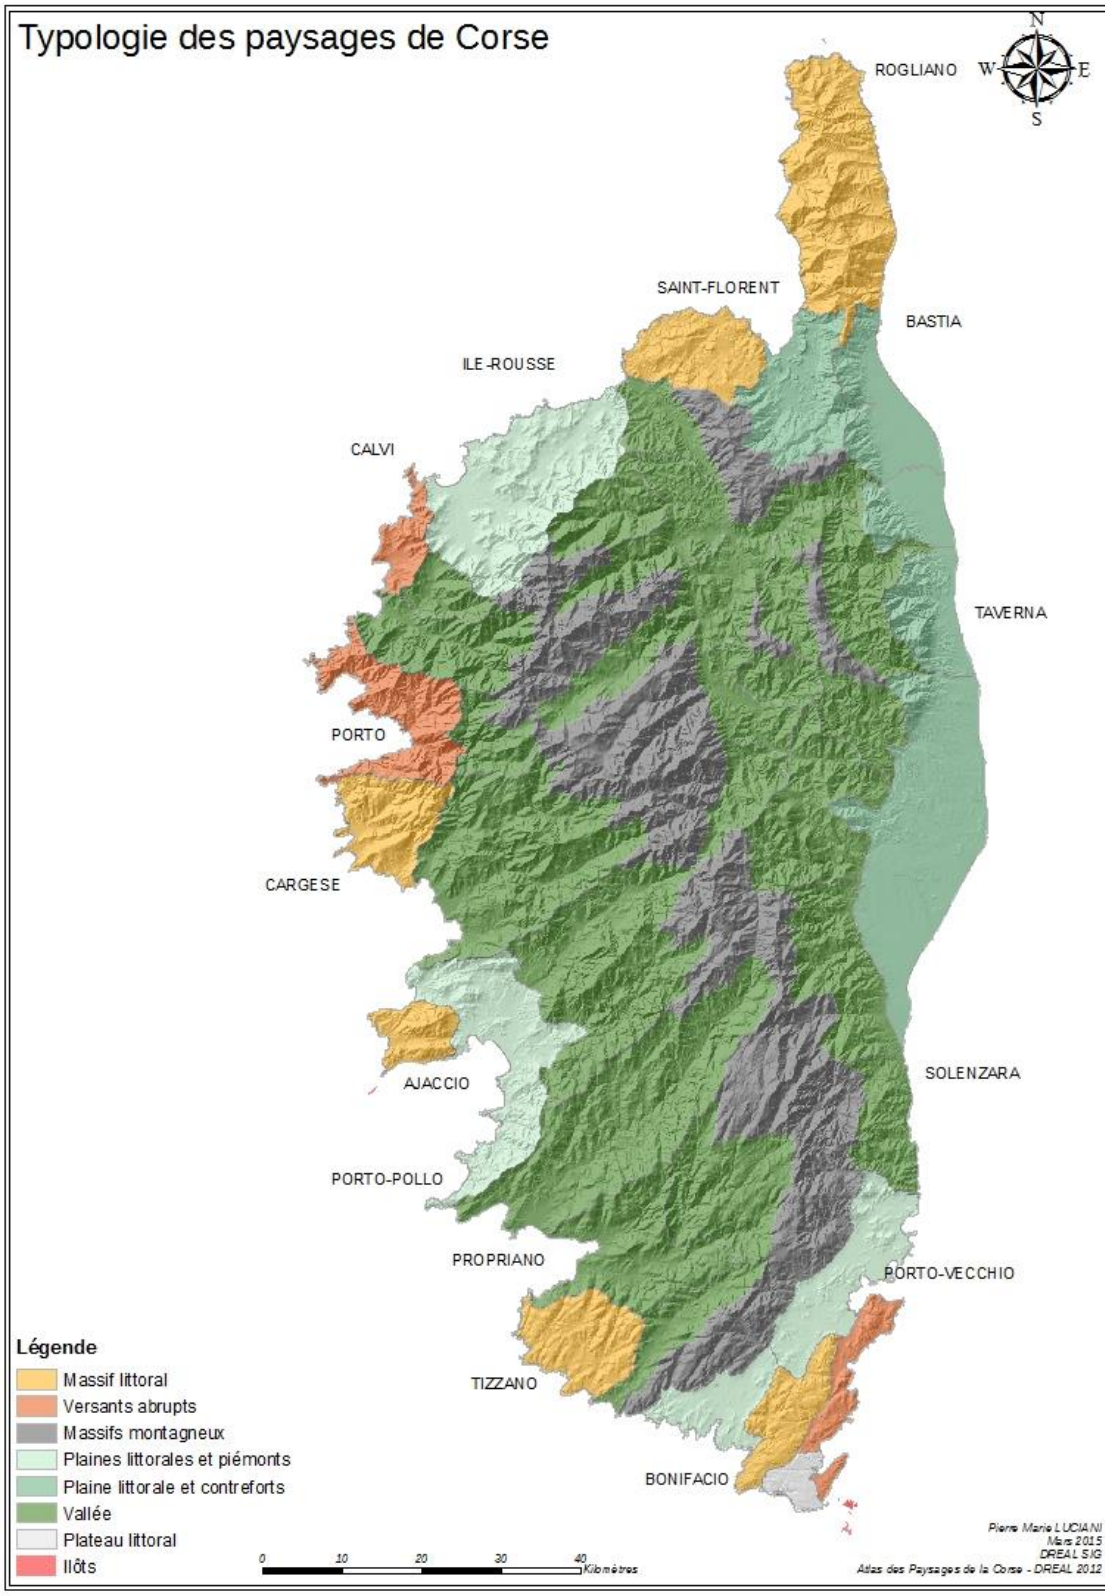 Typologie des paysages de Corse
N
W E
S
ROGLIANO
SAINT-FLORENT
BASTIA
ILE-ROUSSE
CALVI
TAVERNA
PORTO
CARGESE
SOLENZARA
AJACCIO
PORTO-POLLO
PROPRIANO
PORTO-VECCHIO
TIZZANO
BONIFACIO
Légende
Massif littoral
Versants abrupts
Massifs montagneux
Plaines littorales et piémonts
Plaine littorale et contreforts
Vallée
Plateau littoral
Ilôts
0 10 20 30 40
Kilomètres
Pierre Marie LUCIANI
Mars 2015
DREAL SIG
Atlas des Paysages de la Corse - DREAL 2012